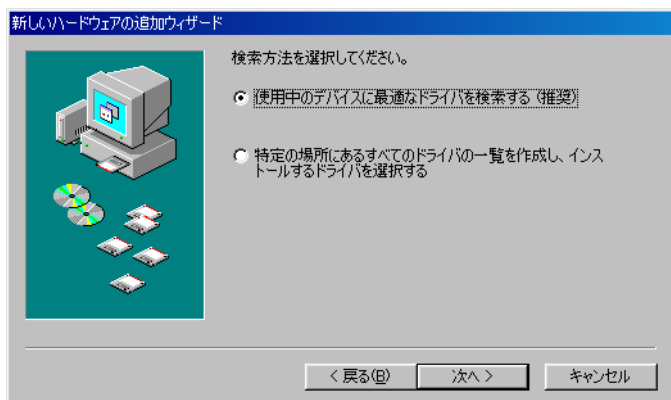 新しいハードウェアの追加ウィザード
検索方法を選択してください。
使用中のデバイスに最適なドライバを検索する (推奨)
特定の場所にあるすべてのドライバの一覧を作成し、インス
トールするドライバを選択する
< 戻る(B)
次へ >
キャンセル